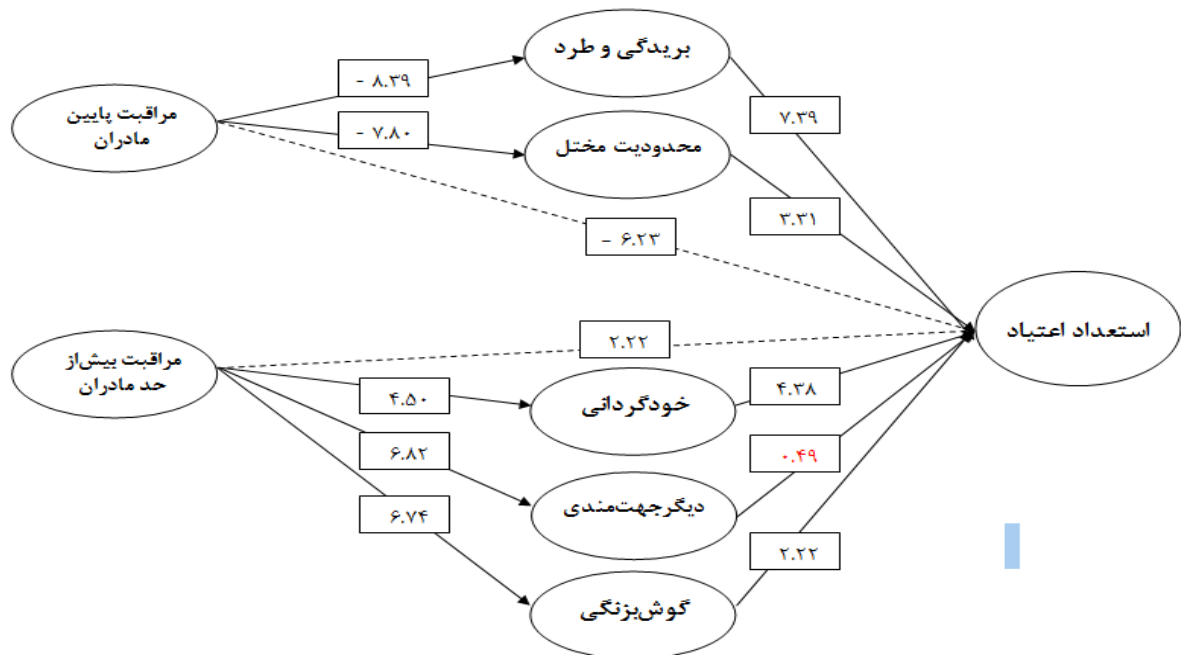 بریدگی و طرد
- ۸.۳۹
مراقبت پایین
مادران
۷.۳۹
- ۷.۸۰
محدودیت مختل
۳.۳۱
- ۶.۲۳
استعداد اعتیاد
۲.۲۲
مراقبت بیش‌از
حد مادران
۴.۵۰
خودگردانی
۴.۳۸
۶.۸۲
۰.۴۹
دیگرجهت‌مندی
۶.۷۴
۲.۲۲
گوش‌بزنگی